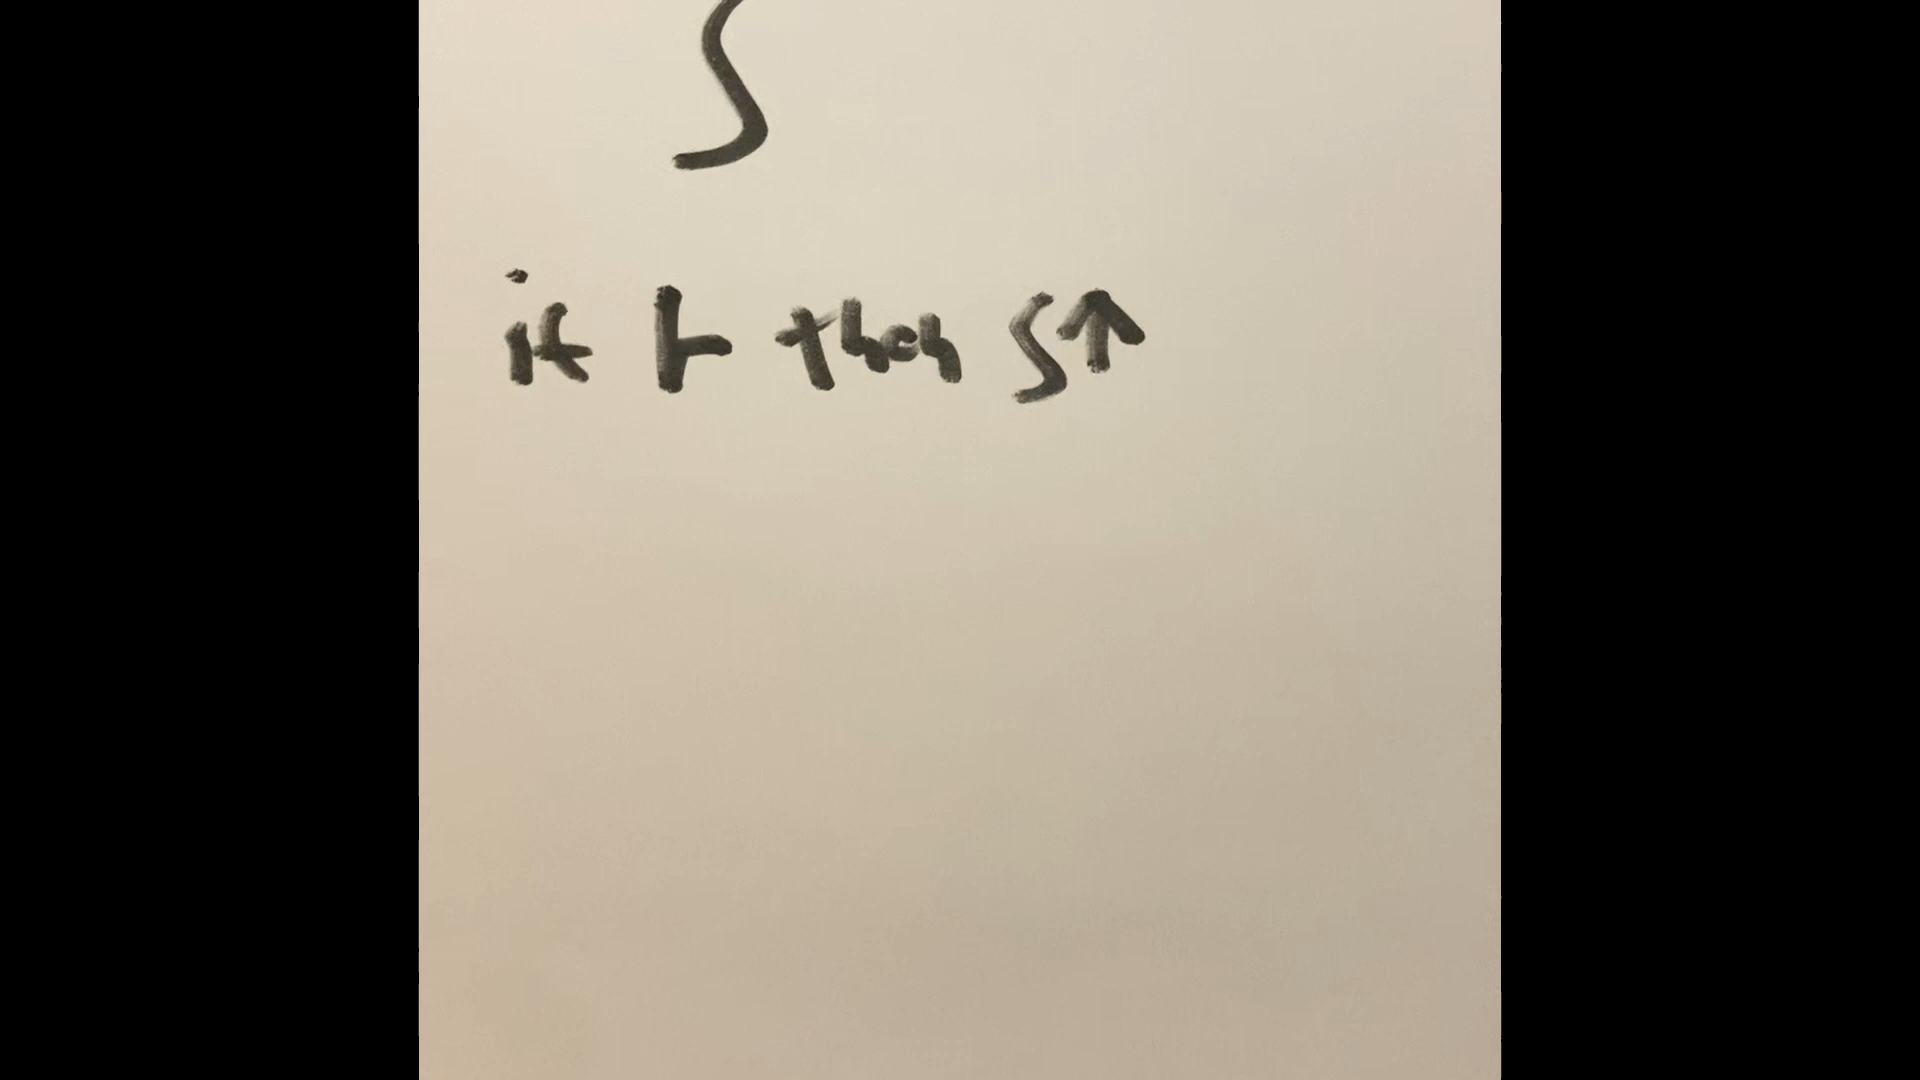 S
if ⊢ then S↑